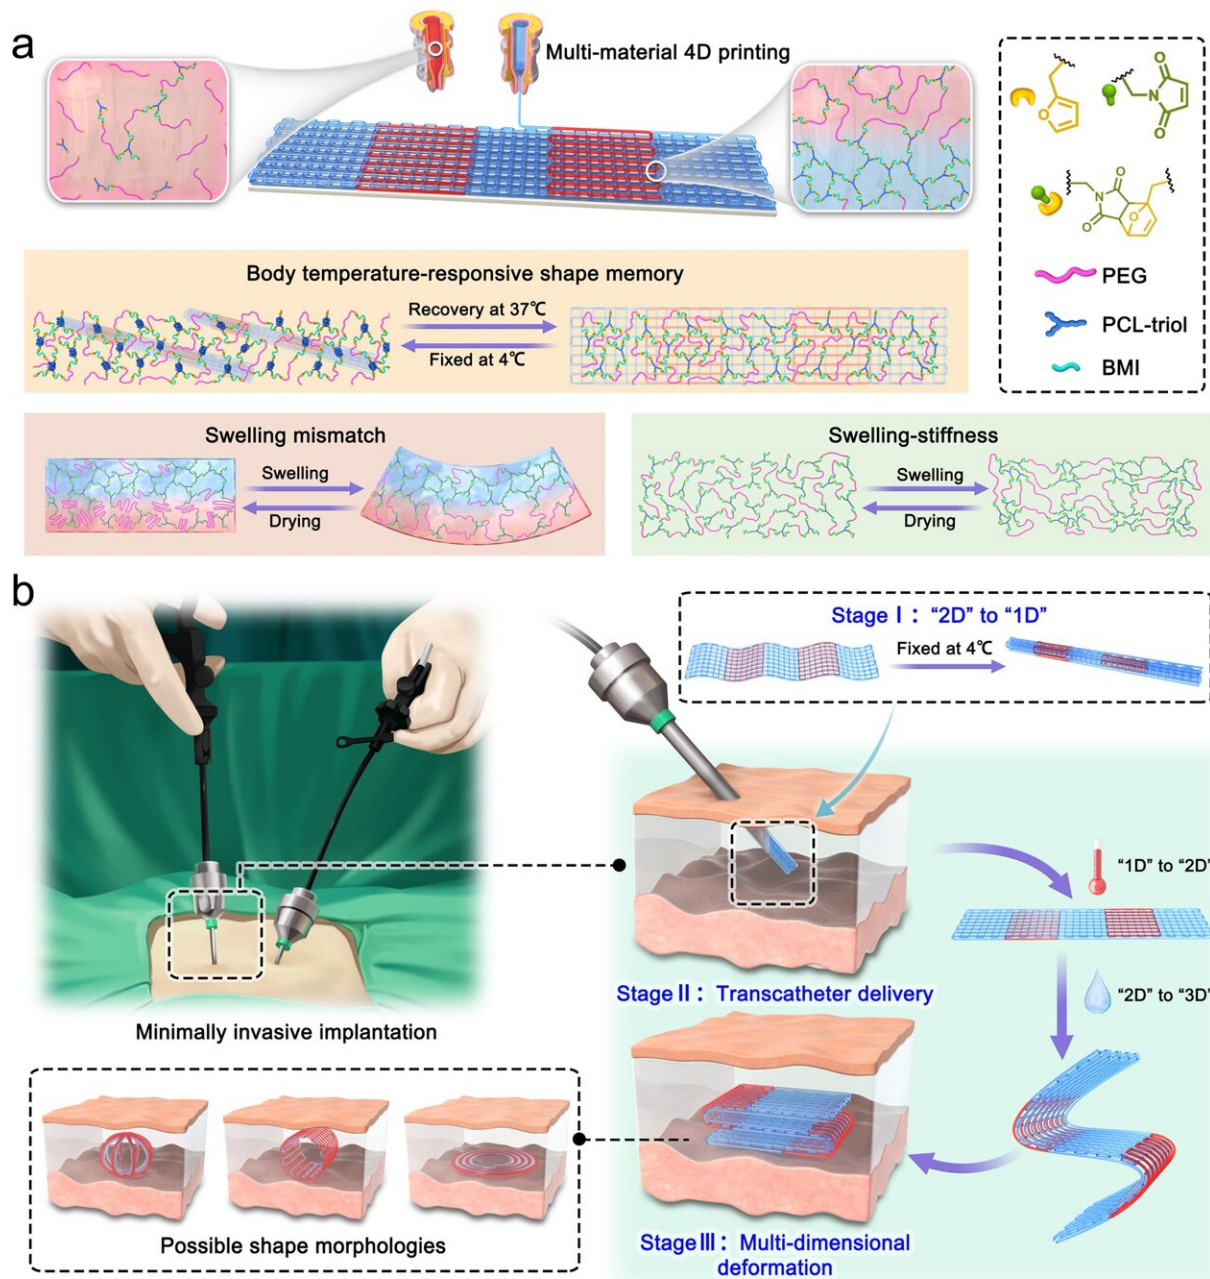 a
Multi-material 4D printing
O
N
O
O
N
O
O
O
PEG
PCL-triol
BMI
Body temperature-responsive shape memory
Recovery at 37℃
Fixed at 4℃
Swelling mismatch
Swelling
Drying
Swelling-stiffness
Swelling
Drying
b
Stage Ⅰ: “2D” to “1D”
Fixed at 4℃
“1D” to “2D”
Stage Ⅱ: Transcatheter delivery
“2D” to “3D”
Minimally invasive implantation
Possible shape morphologies
Stage Ⅲ: Multi-dimensional
deformation